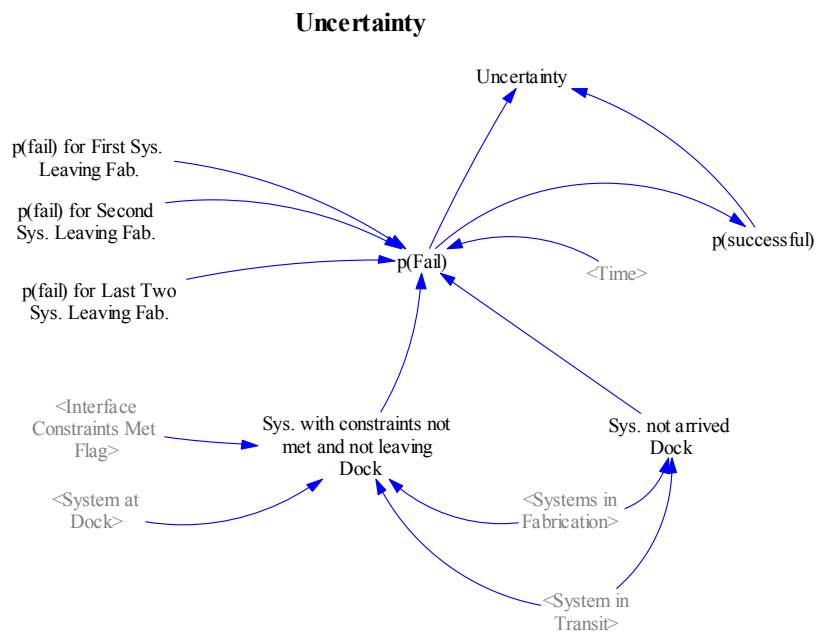 Uncertainty
Uncertainty
p(fail) for First Sys.
Leaving Fab.
p(fail) for Second
Sys. Leaving Fab.
p(successful)
p(Fail)
<Time>
p(fail) for Last Two
Sys. Leaving Fab.
<Interface
Constraints Met
Flag>
Sys. with constraints not
met and not leaving
Dock
Sys. not arrived
Dock
<System at
Dock>
<Systems in
Fabrication>
<System in
Transit>